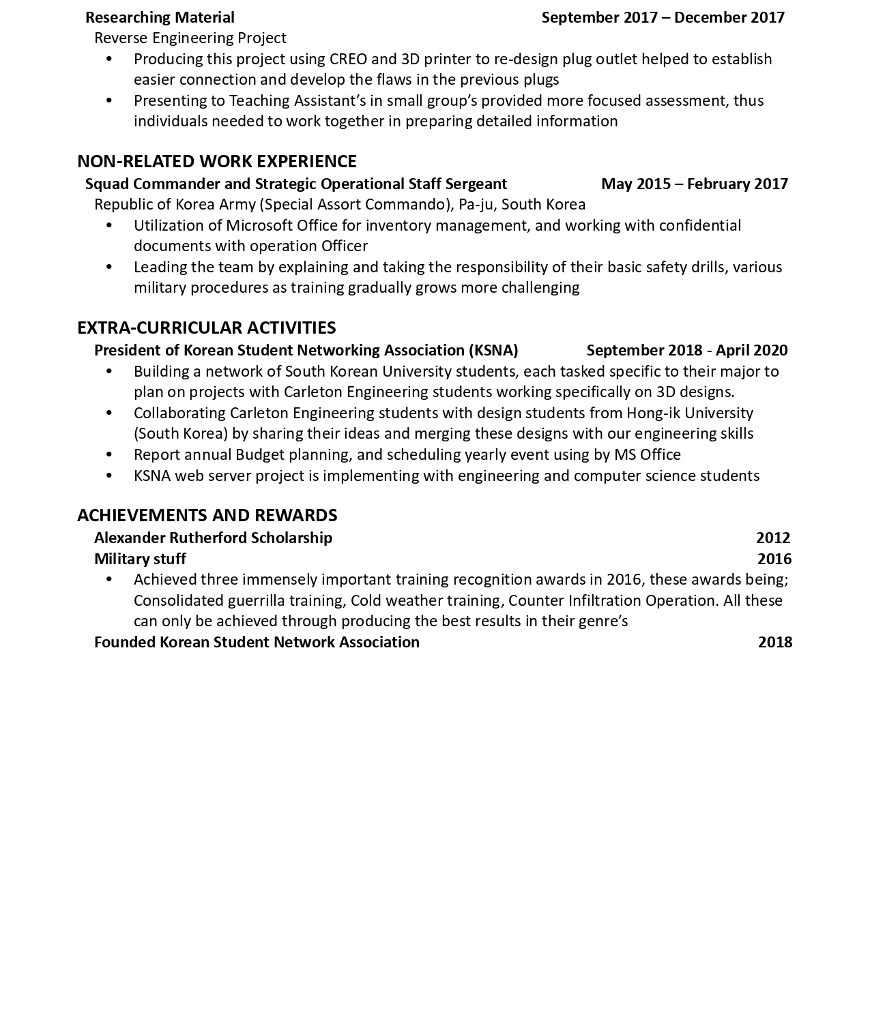 Researching Material September 2017 – December 2017
Reverse Engineering Project
• Producing this project using CREO and 3D printer to re-design plug outlet helped to establish
easier connection and develop the flaws in the previous plugs
• Presenting to Teaching Assistant’s in small group’s provided more focused assessment, thus
individuals needed to work together in preparing detailed information
NON-RELATED WORK EXPERIENCE
Squad Commander and Strategic Operational Staff Sergeant May 2015 – February 2017
Republic of Korea Army (Special Assort Commando), Pa-ju, South Korea
• Utilization of Microsoft Office for inventory management, and working with confidential
documents with operation Officer
• Leading the team by explaining and taking the responsibility of their basic safety drills, various
military procedures as training gradually grows more challenging
EXTRA-CURRICULAR ACTIVITIES
President of Korean Student Networking Association (KSNA) September 2018 - April 2020
• Building a network of South Korean University students, each tasked specific to their major to
plan on projects with Carleton Engineering students working specifically on 3D designs.
• Collaborating Carleton Engineering students with design students from Hong-ik University
(South Korea) by sharing their ideas and merging these designs with our engineering skills
• Report annual Budget planning, and scheduling yearly event using by MS Office
• KSNA web server project is implementing with engineering and computer science students
ACHIEVEMENTS AND REWARDS
Alexander Rutherford Scholarship 2012
Military stuff 2016
• Achieved three immensely important training recognition awards in 2016, these awards being;
Consolidated guerrilla training, Cold weather training, Counter Infiltration Operation. All these
can only be achieved through producing the best results in their genre’s
Founded Korean Student Network Association 2018